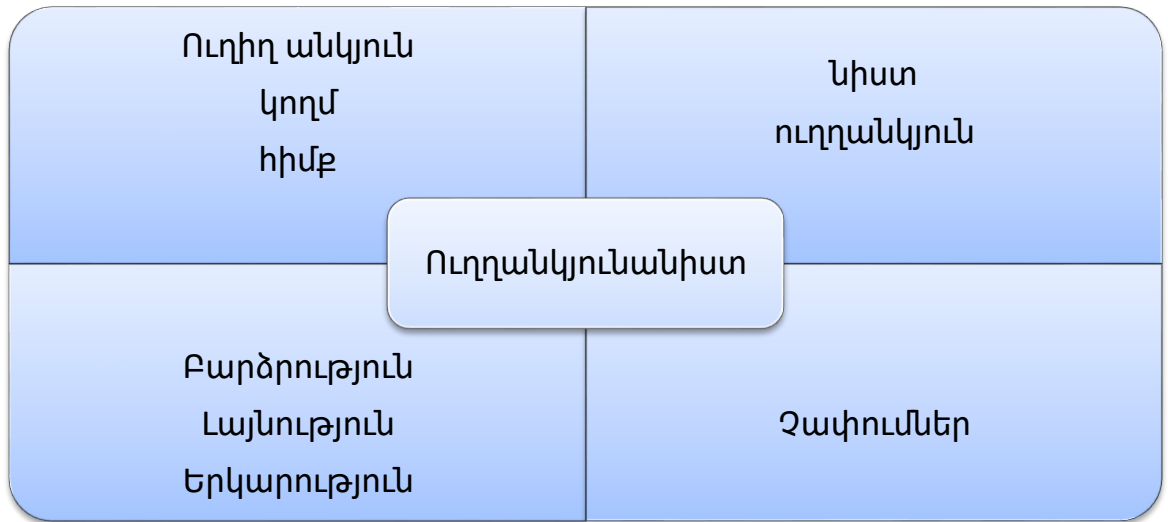 Ուղիղ անկյուն
կողմ
հիմք
նիստ
ուղղանկյուն
Ուղղանկյունանիստ
Բարձրություն
Լայնություն
Երկարություն
Չափումներ